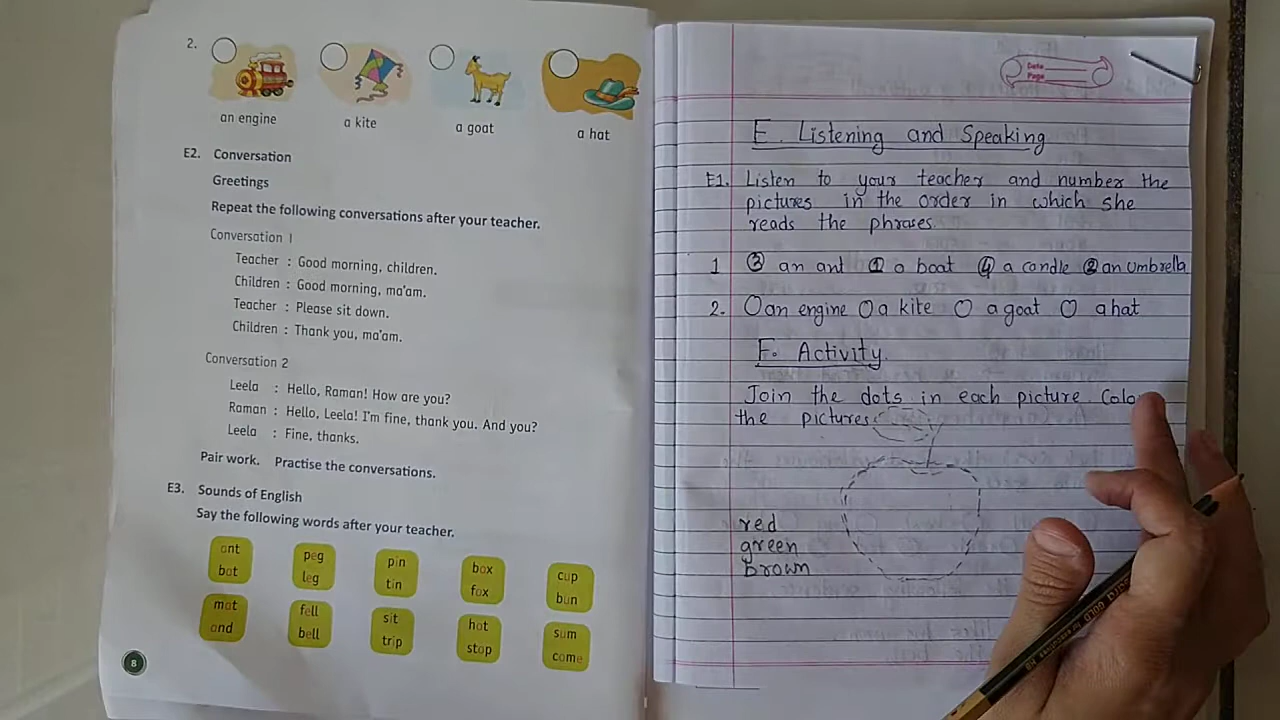 2.
an engine a kite a goat a hat
E2. Conversation
Greetings
Repeat the following conversations after your teacher.
Conversation 1
Teacher : Good morning, children.
Children : Good morning, ma'am.
Teacher : Please sit down.
Children : Thank you, ma'am.
Conversation 2
Leela : Hello, Raman! How are you?
Raman : Hello, Leela! I'm fine, thank you. And you?
Leela : Fine, thanks.
Pair work. Practise the conversations.
E3. Sounds of English
Say the following words after your teacher.
ant peg pin box cup
bat leg tin fox bun
mat fell sit hot sum
and bell trip stop come
8
Date
Page
E. Listening and Speaking
E1. Listen to your teacher and number the
pictures in the order in which she
reads the phrases.
1 3 an ant 1 a boat 4 a candle 2 an umbrella
2. an engine a kite a goat a hat
F. Activity.
Join the dots in each picture. Colo
the pictures.
red
green
brown